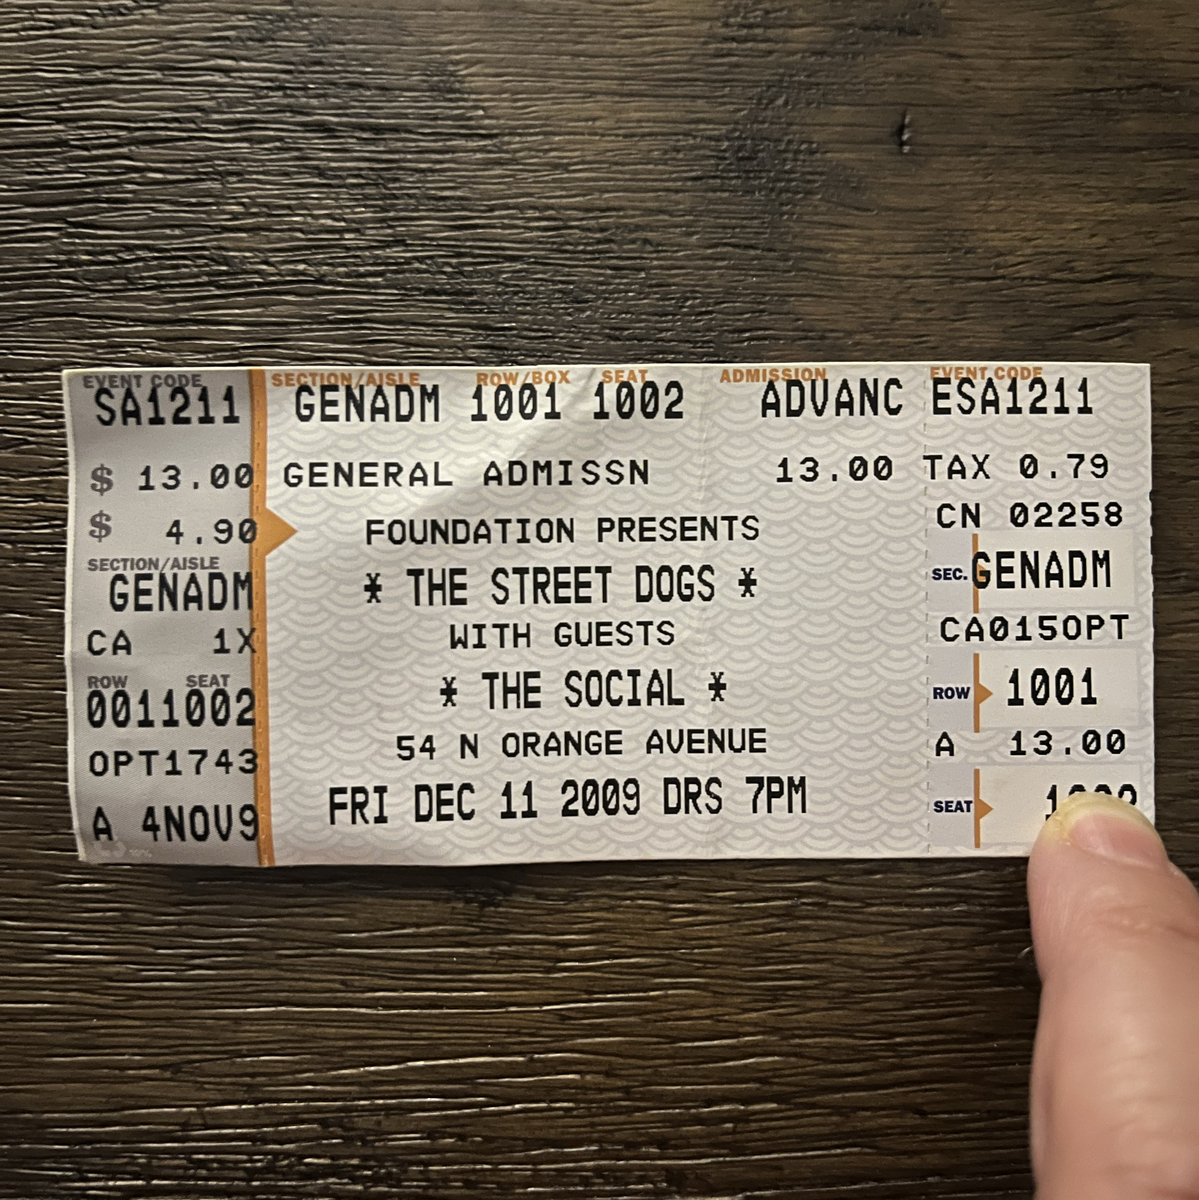 EVENT CODE
SA1211
$ 13.00
$ 4.90
SECTION/AISLE
GENADM
CA 1X
ROW SEAT
0011002
OPT1743
A 4NOV9
SECTION/AISLE ROW/BOX SEAT ADMISSION
GENADM 1001 1002 ADVANC
GENERAL ADMISSN 13.00
FOUNDATION PRESENTS
* THE STREET DOGS *
WITH GUESTS
* THE SOCIAL *
54 N ORANGE AVENUE
FRI DEC 11 2009 DRS 7PM
EVENT CODE
ESA1211
TAX 0.79
CN 02258
SEC. GENADM
CA015OPT
ROW 1001
A 13.00
SEAT